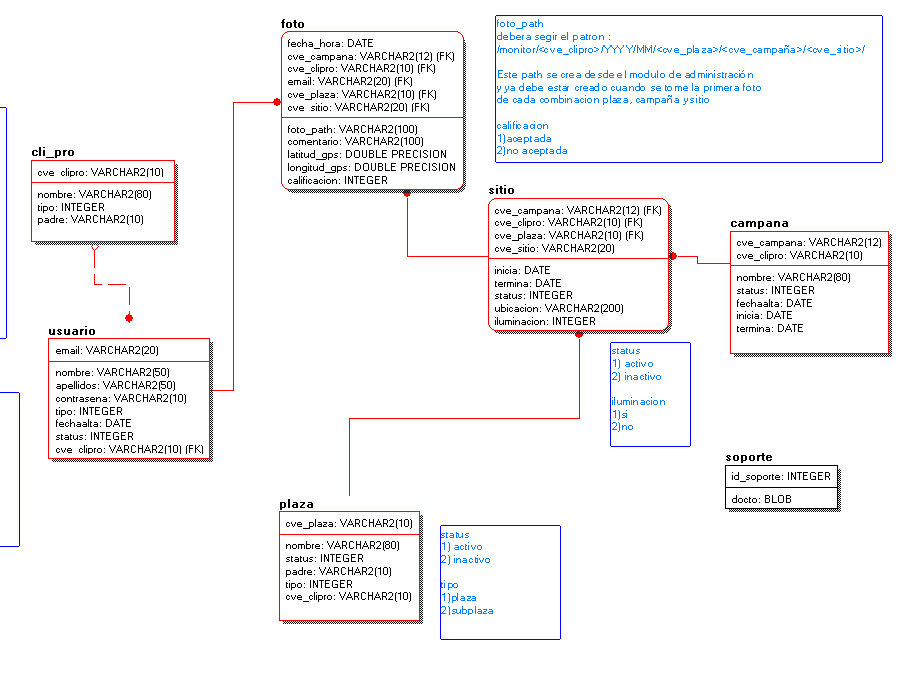 foto
fecha_hora: DATE
cve_campana: VARCHAR2(12) (FK)
cve_clipro: VARCHAR2(10) (FK)
email: VARCHAR2(20) (FK)
cve_plaza: VARCHAR2(10) (FK)
cve_sitio: VARCHAR2(20) (FK)
foto_path: VARCHAR2(100)
comentario: VARCHAR2(100)
latitud_gps: DOUBLE PRECISION
longitud_gps: DOUBLE PRECISION
calificacion: INTEGER
foto_path
debera segir el patron :
/monitor/<cve_clipro>/YYYY/MM/<cve_plaza>/<cve_campaña>/<cve_sitio>/
Este path se crea desde el modulo de administración
y ya debe estar creado cuando se tome la primera foto
de cada combinacion plaza, campaña y sitio
calificacion
1)aceptada
2)no aceptada
cli_pro
cve_clipro: VARCHAR2(10)
nombre: VARCHAR2(80)
tipo: INTEGER
padre: VARCHAR2(10)
sitio
cve_campana: VARCHAR2(12) (FK)
cve_clipro: VARCHAR2(10) (FK)
cve_plaza: VARCHAR2(10) (FK)
cve_sitio: VARCHAR2(20)
inicia: DATE
termina: DATE
status: INTEGER
ubicacion: VARCHAR2(200)
iluminacion: INTEGER
campana
cve_campana: VARCHAR2(12)
cve_clipro: VARCHAR2(10)
nombre: VARCHAR2(80)
status: INTEGER
fechaalta: DATE
inicia: DATE
termina: DATE
usuario
email: VARCHAR2(20)
nombre: VARCHAR2(50)
apellidos: VARCHAR2(50)
contrasena: VARCHAR2(10)
tipo: INTEGER
fechaalta: DATE
status: INTEGER
cve_clipro: VARCHAR2(10) (FK)
status
1) activo
2) inactivo
iluminacion
1)si
2)no
soporte
id_soporte: INTEGER
docto: BLOB
plaza
cve_plaza: VARCHAR2(10)
nombre: VARCHAR2(80)
status: INTEGER
padre: VARCHAR2(10)
tipo: INTEGER
cve_clipro: VARCHAR2(10)
status
1) activo
2) inactivo
tipo
1)plaza
2)subplaza